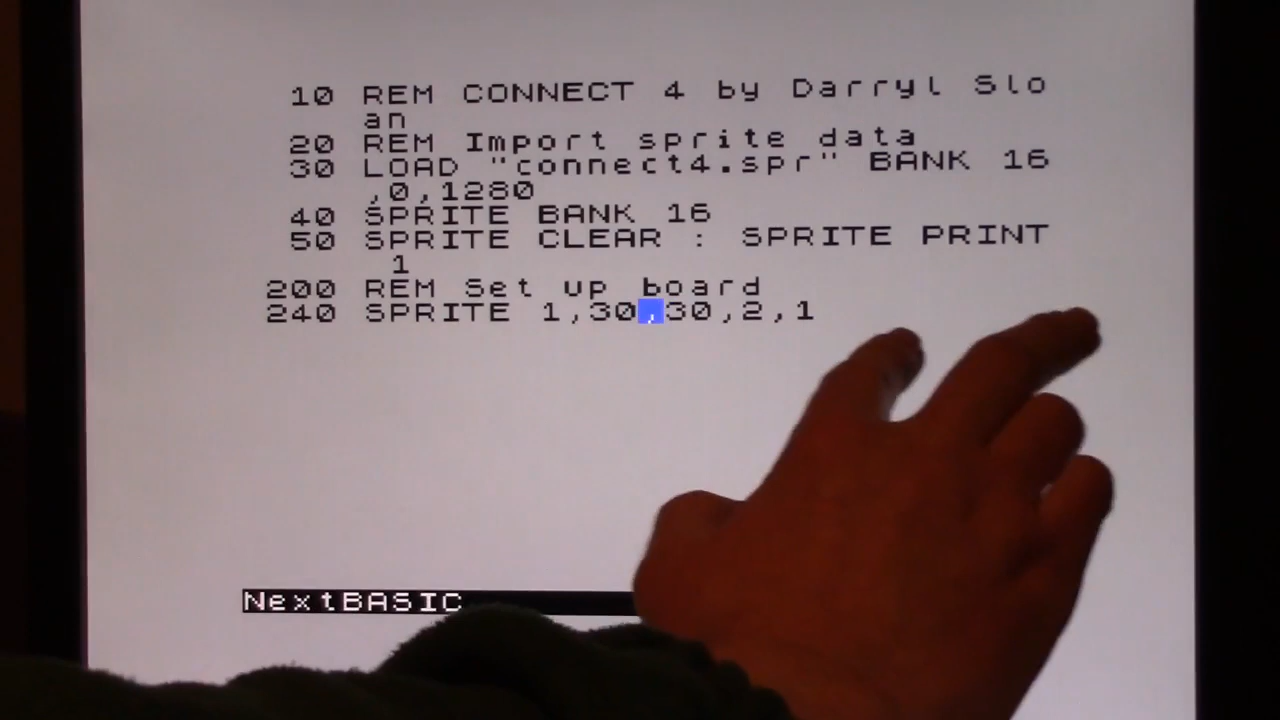 10 REM CONNECT 4 by Darryl Slo
an
20 REM Import sprite data
30 LOAD "connect4.spr" BANK 16
,0,1280
40 SPRITE BANK 16
50 SPRITE CLEAR : SPRITE PRINT
1
200 REM Set up board
240 SPRITE 1,30,30,2,1
NextBASIC